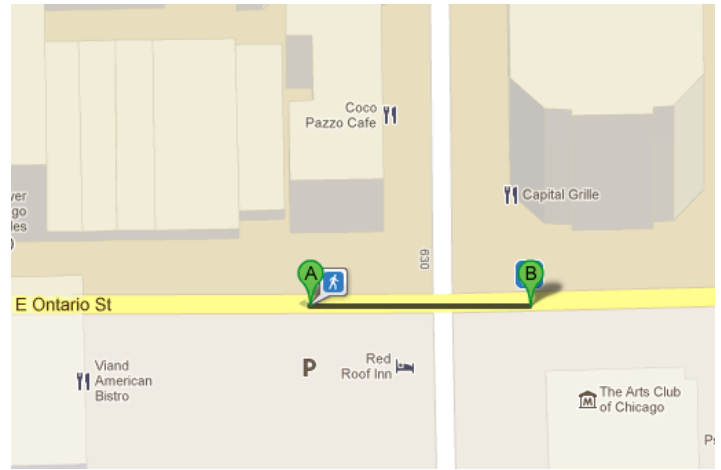 Coco
Pazzo Cafe
Capital Grille
630
A
B
E Ontario St
Viand
American
Bistro
P
Red
Roof Inn
The Arts Club
of Chicago